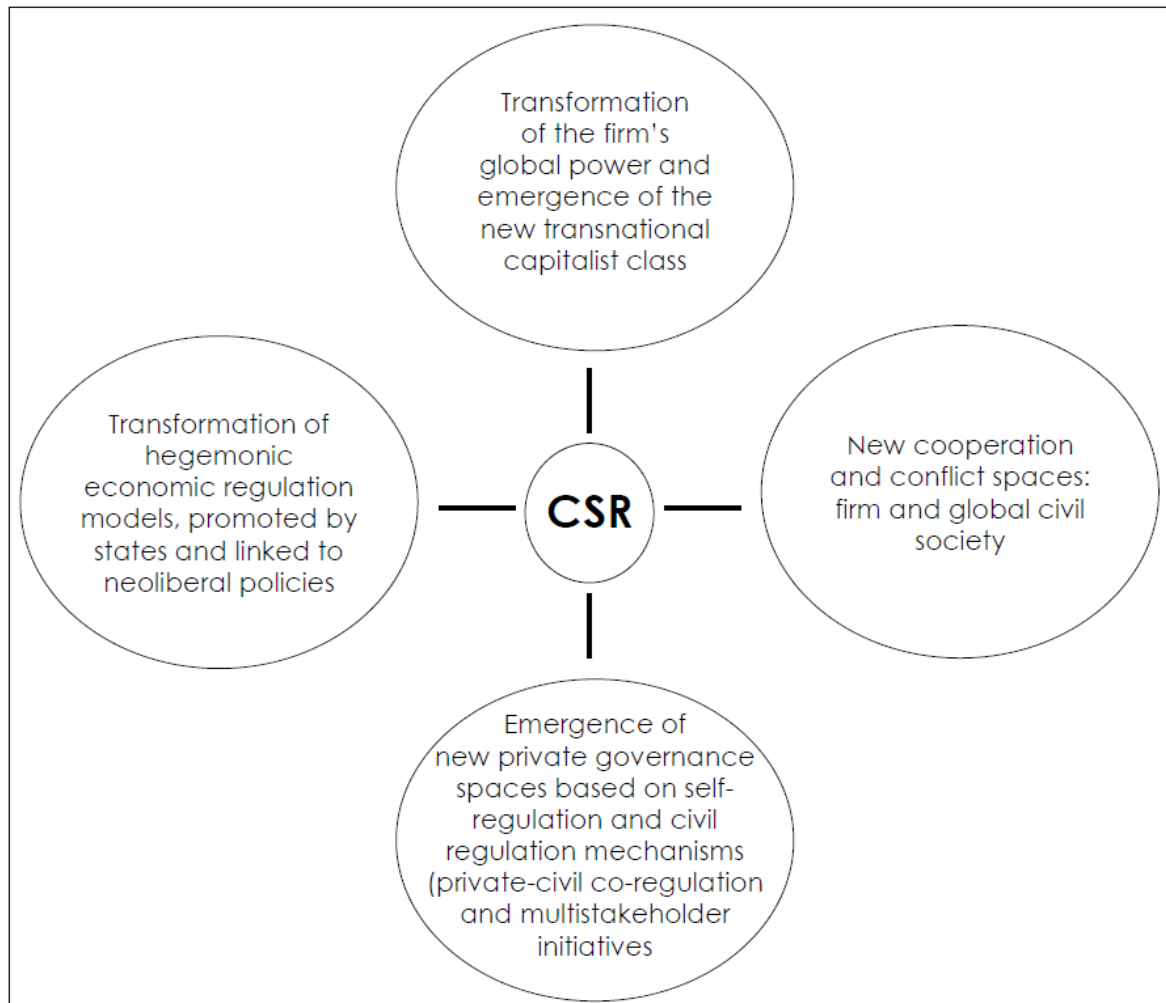 Transformation
of the firm's
global power and
emergence of the
new transnational
capitalist class
Transformation of
hegemonic
economic regulation
models, promoted by
states and linked to
neoliberal policies
CSR
New cooperation
and conflict spaces:
firm and global civil
society
Emergence of
new private governance
spaces based on self-
regulation and civil
regulation mechanisms
(private-civil co-regulation
and multistakeholder
initiatives